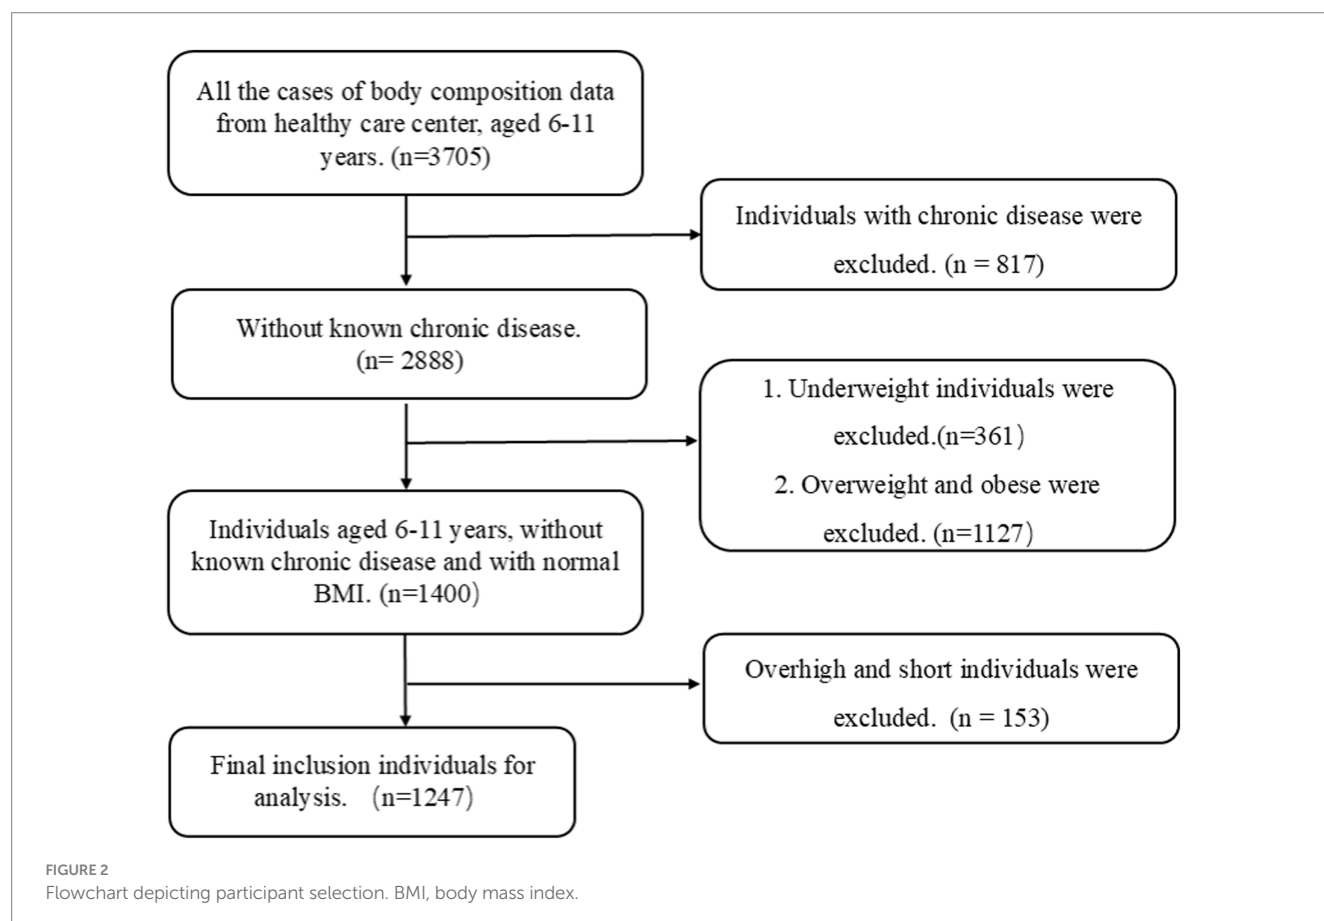 All the cases of body composition data
from healthy care center, aged 6-11
years. (n=3705)
Individuals with chronic disease were
excluded. (n = 817)
Without known chronic disease.
(n= 2888)
1. Underweight individuals were
excluded.(n=361)
2. Overweight and obese were
excluded. (n=1127)
Individuals aged 6-11 years, without
known chronic disease and with normal
BMI. (n=1400)
Overhigh and short individuals were
excluded. (n = 153)
Final inclusion individuals for
analysis. (n=1247)
FIGURE 2
Flowchart depicting participant selection. BMI, body mass index.